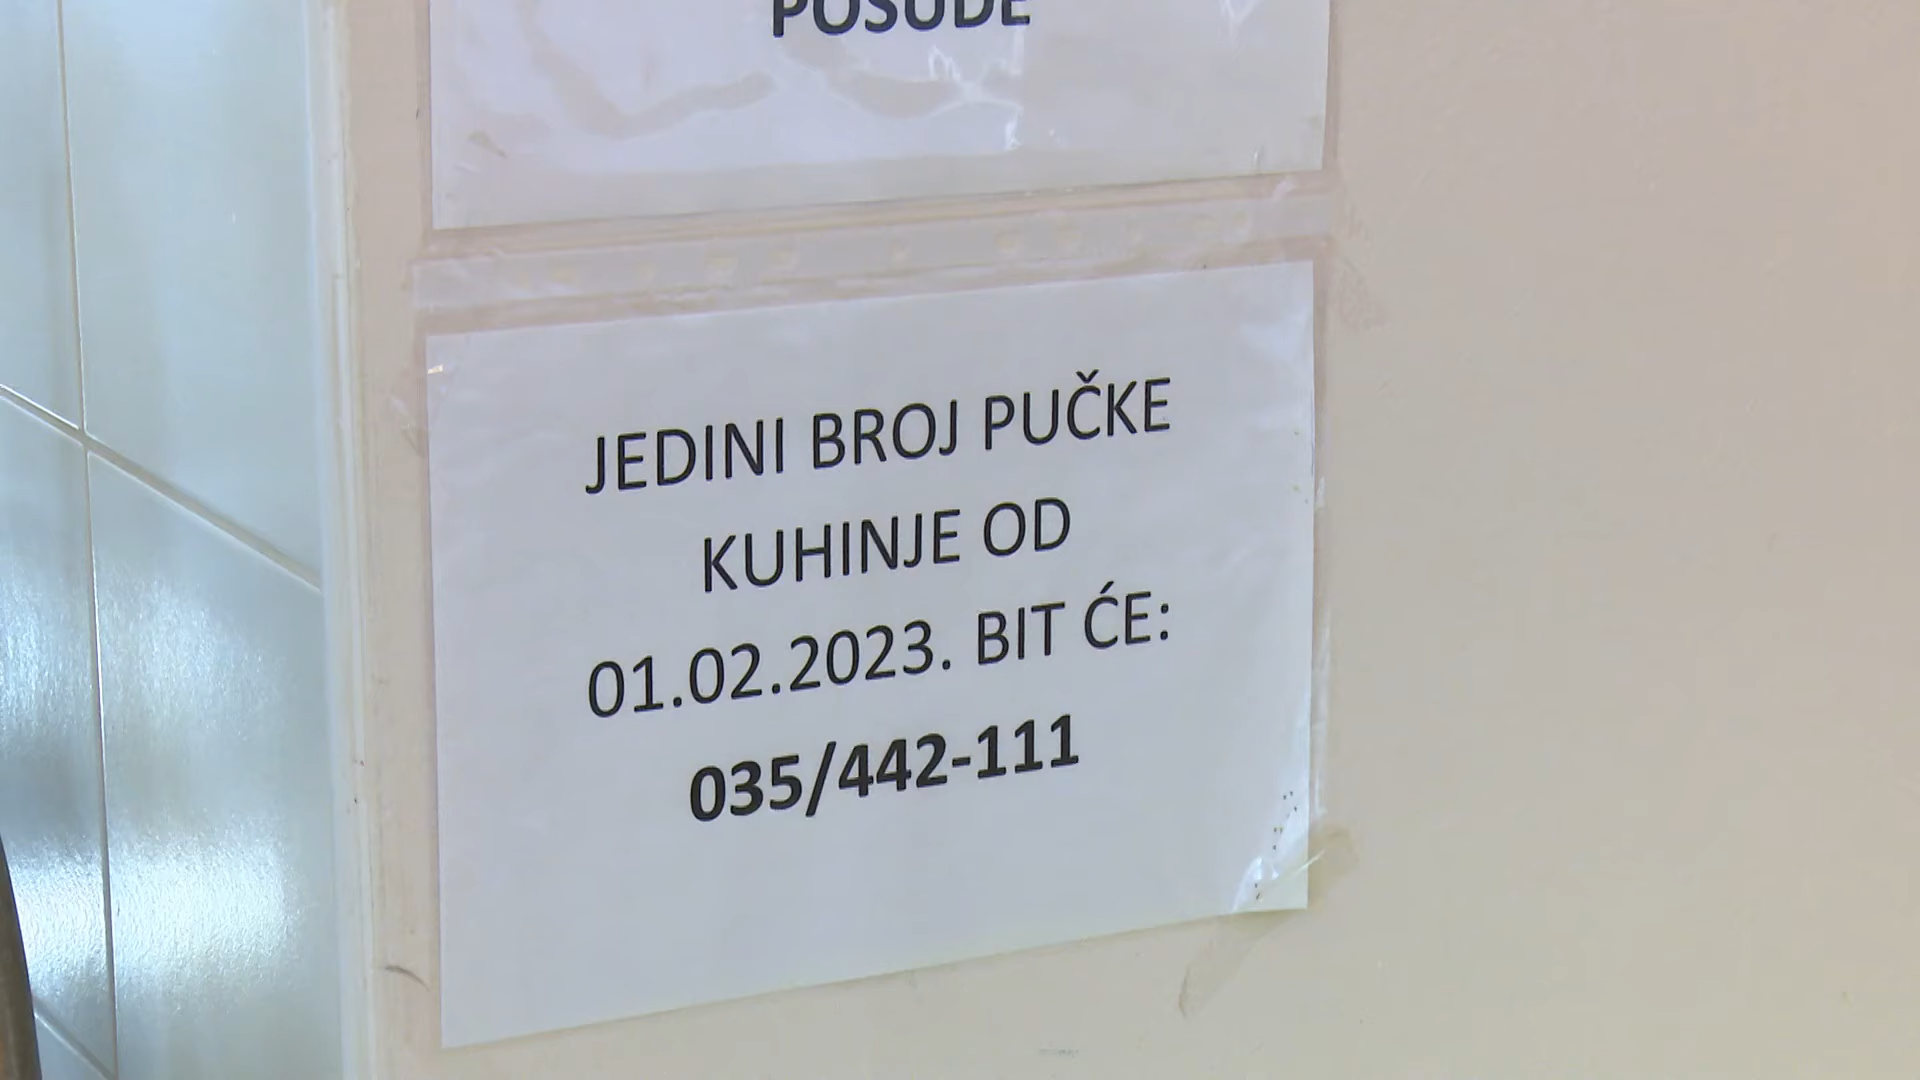 POSUDE
JEDINI BROJ PUČKE
KUHINJE OD
01.02.2023. BIT ĆE:
035/442-111